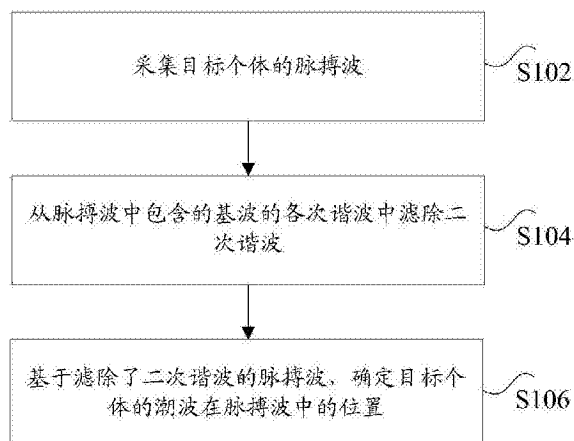 采集目标个体的脉搏波
S102
从脉搏波中包含的基波的各次谐波中滤除二
次谐波
S104
基于滤除了二次谐波的脉搏波，确定目标个
体的潮波在脉搏波中的位置
S106